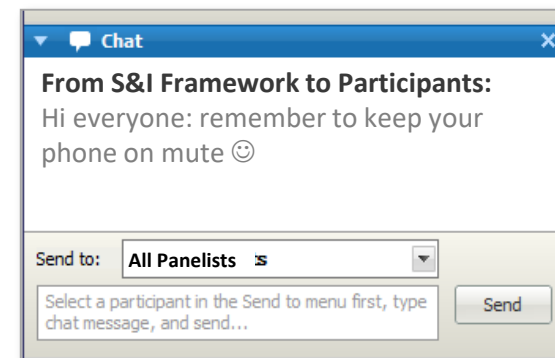 Chat
From S&I Framework to Participants:
Hi everyone: remember to keep your
phone on mute ☺
Send to: All Panelists
Select a participant in the Send to menu first, type
chat message, and send...
Send